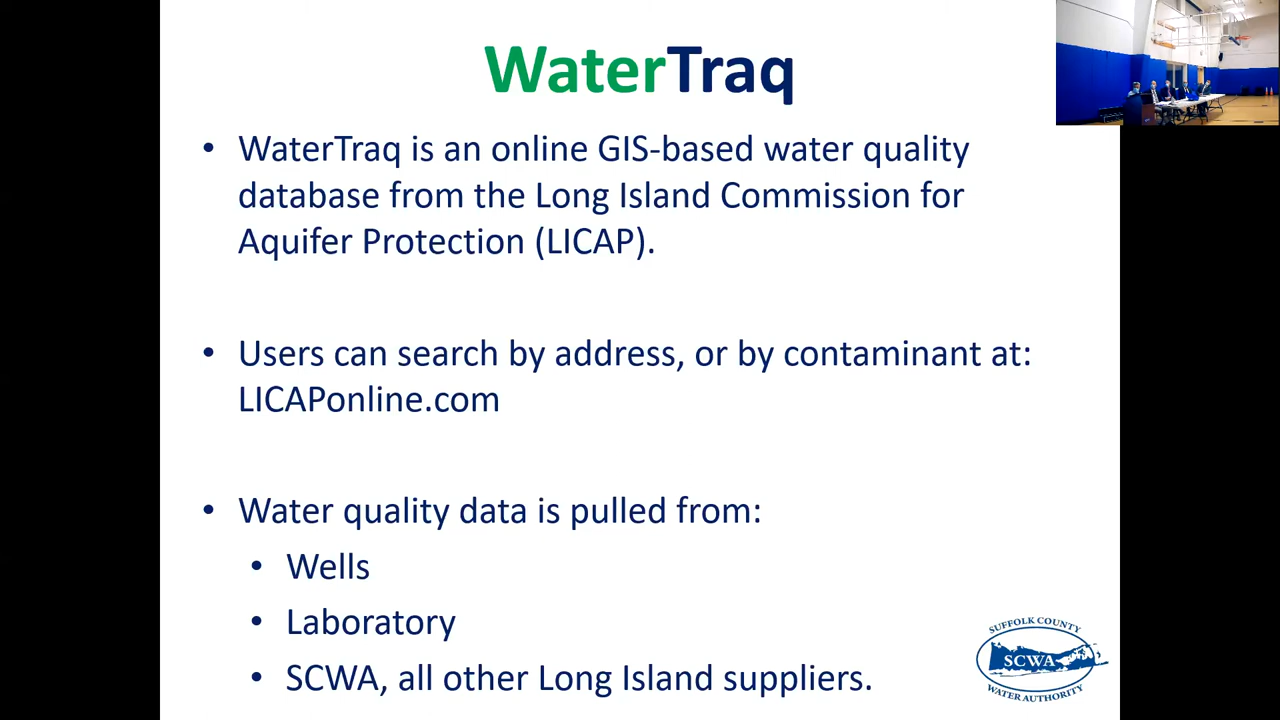 WaterTraq
• WaterTraq is an online GIS-based water quality
database from the Long Island Commission for
Aquifer Protection (LICAP).
• Users can search by address, or by contaminant at:
LICAPonline.com
• Water quality data is pulled from:
• Wells
• Laboratory
• SCWA, all other Long Island suppliers.
SUFFOLK COUNTY
SCWA
WATER AUTHORITY